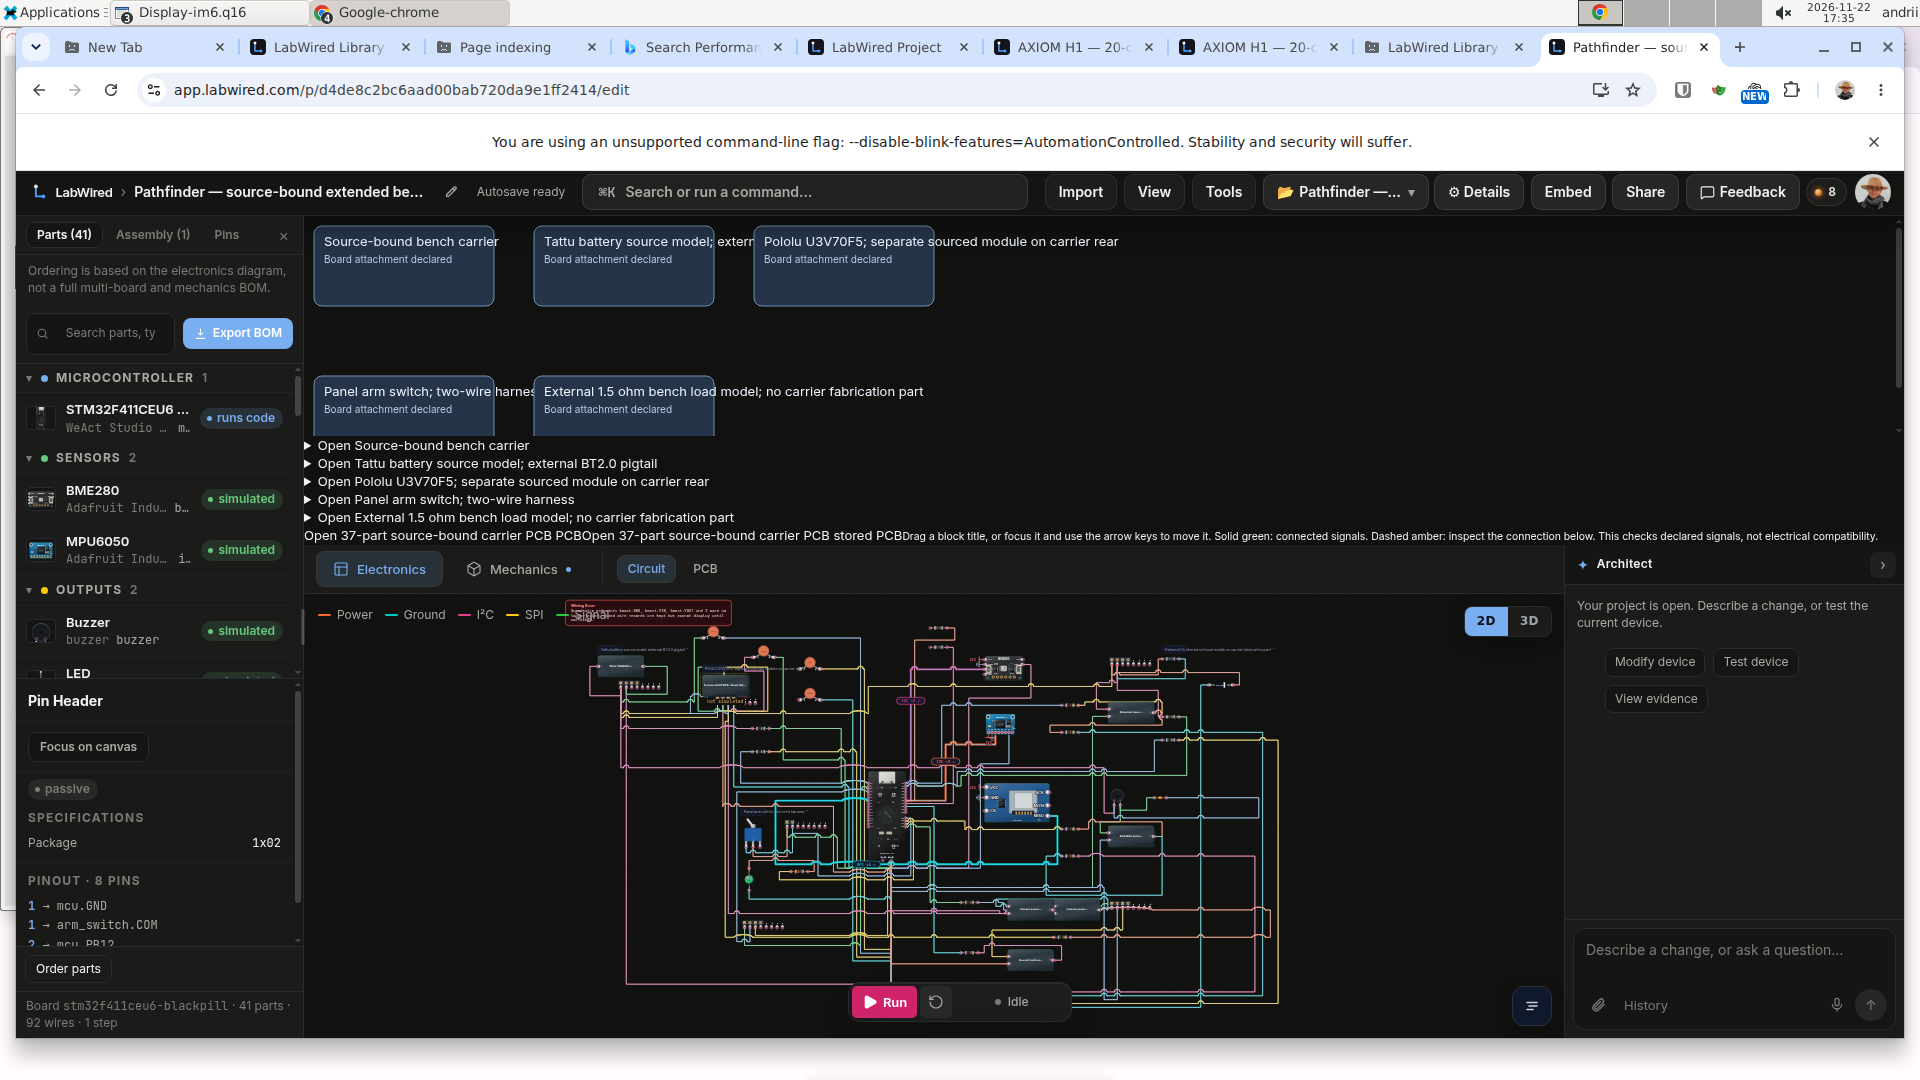 Applications
Display-im6.q16
3
Google-chrome
4
2026-11-22
17:35
andrii
New Tab
LabWired Library
Page indexing
Search Performan
LabWired Project
AXIOM H1 — 20-c
AXIOM H1 — 20-c
LabWired Library
Pathfinder — sou
app.labwired.com/p/d4de8c2bc6aad00bab720da9e1ff2414/edit
NEW
You are using an unsupported command-line flag: --disable-blink-features=AutomationControlled. Stability and security will suffer.
LabWired › Pathfinder — source-bound extended be...
Autosave ready
⌘K Search or run a command...
Import
View
Tools
Pathfinder —... ▾
Details
Embed
Share
Feedback
8
Parts (41)
Assembly (1)
Pins
Ordering is based on the electronics diagram,
not a full multi-board and mechanics BOM.
Search parts, ty
Export BOM
MICROCONTROLLER 1
STM32F411CEU6 ...
WeAct Studio … m…
runs code
SENSORS 2
BME280
Adafruit Indu… b…
simulated
MPU6050
Adafruit Indu… i…
simulated
OUTPUTS 2
Buzzer
buzzer buzzer
simulated
LED
Pin Header
Focus on canvas
passive
SPECIFICATIONS
Package 1x02
PINOUT · 8 PINS
1 → mcu.GND
1 → arm_switch.COM
2 → mcu.PB12
Order parts
Board stm32f411ceu6-blackpill · 41 parts ·
92 wires · 1 step
Source-bound bench carrier
Board attachment declared
Tattu battery source model; extern
Board attachment declared
Pololu U3V70F5; separate sourced module on carrier rear
Board attachment declared
Panel arm switch; two-wire harnes
Board attachment declared
External 1.5 ohm bench load model; no carrier fabrication part
Board attachment declared
Open Source-bound bench carrier
Open Tattu battery source model; external BT2.0 pigtail
Open Pololu U3V70F5; separate sourced module on carrier rear
Open Panel arm switch; two-wire harness
Open External 1.5 ohm bench load model; no carrier fabrication part
Open 37-part source-bound carrier PCB PCBOpen 37-part source-bound carrier PCB stored PCBDrag a block title, or focus it and use the arrow keys to move it. Solid green: connected signals. Dashed amber: inspect the connection below. This checks declared signals, not electrical compatibility.
Electronics
Mechanics
Circuit
PCB
Power
Ground
I²C
SPI
Signal
Wiring Error
2D
3D
not simulated
Run
Idle
Architect
Your project is open. Describe a change, or test the
current device.
Modify device
Test device
View evidence
Describe a change, or ask a question...
History